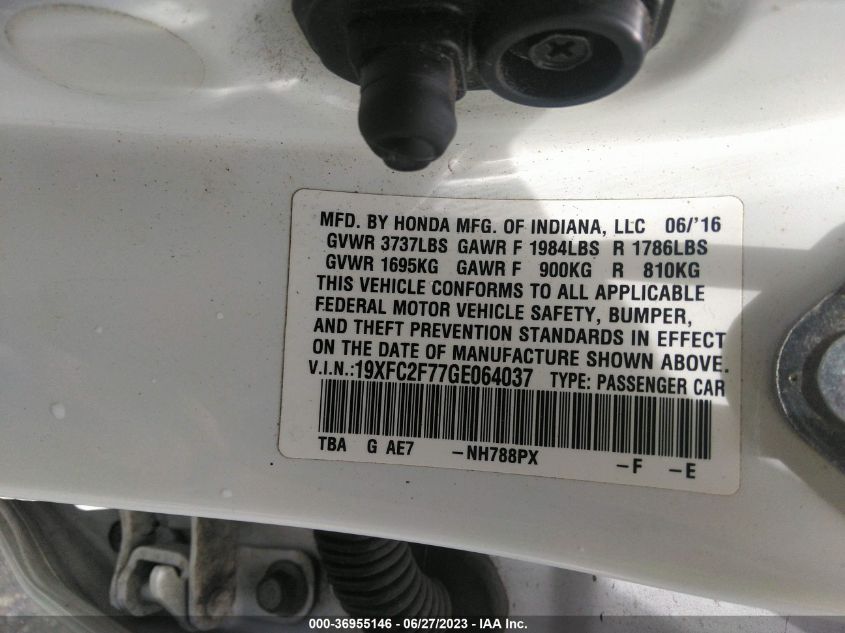 MFD. BY HONDA MFG. OF INDIANA, LLC 06/'16
GVWR 3737LBS GAWR F 1984LBS R 1786LBS
GVWR 1695KG GAWR F 900KG R 810KG
THIS VEHICLE CONFORMS TO ALL APPLICABLE
FEDERAL MOTOR VEHICLE SAFETY, BUMPER,
AND THEFT PREVENTION STANDARDS IN EFFECT
ON THE DATE OF MANUFACTURE SHOWN ABOVE.
V.I.N.:19XFC2F77GE064037 TYPE: PASSENGER CAR
TBA G AE7 -NH788PX -F -E
000-36955146 - 06/27/2023 - SN -